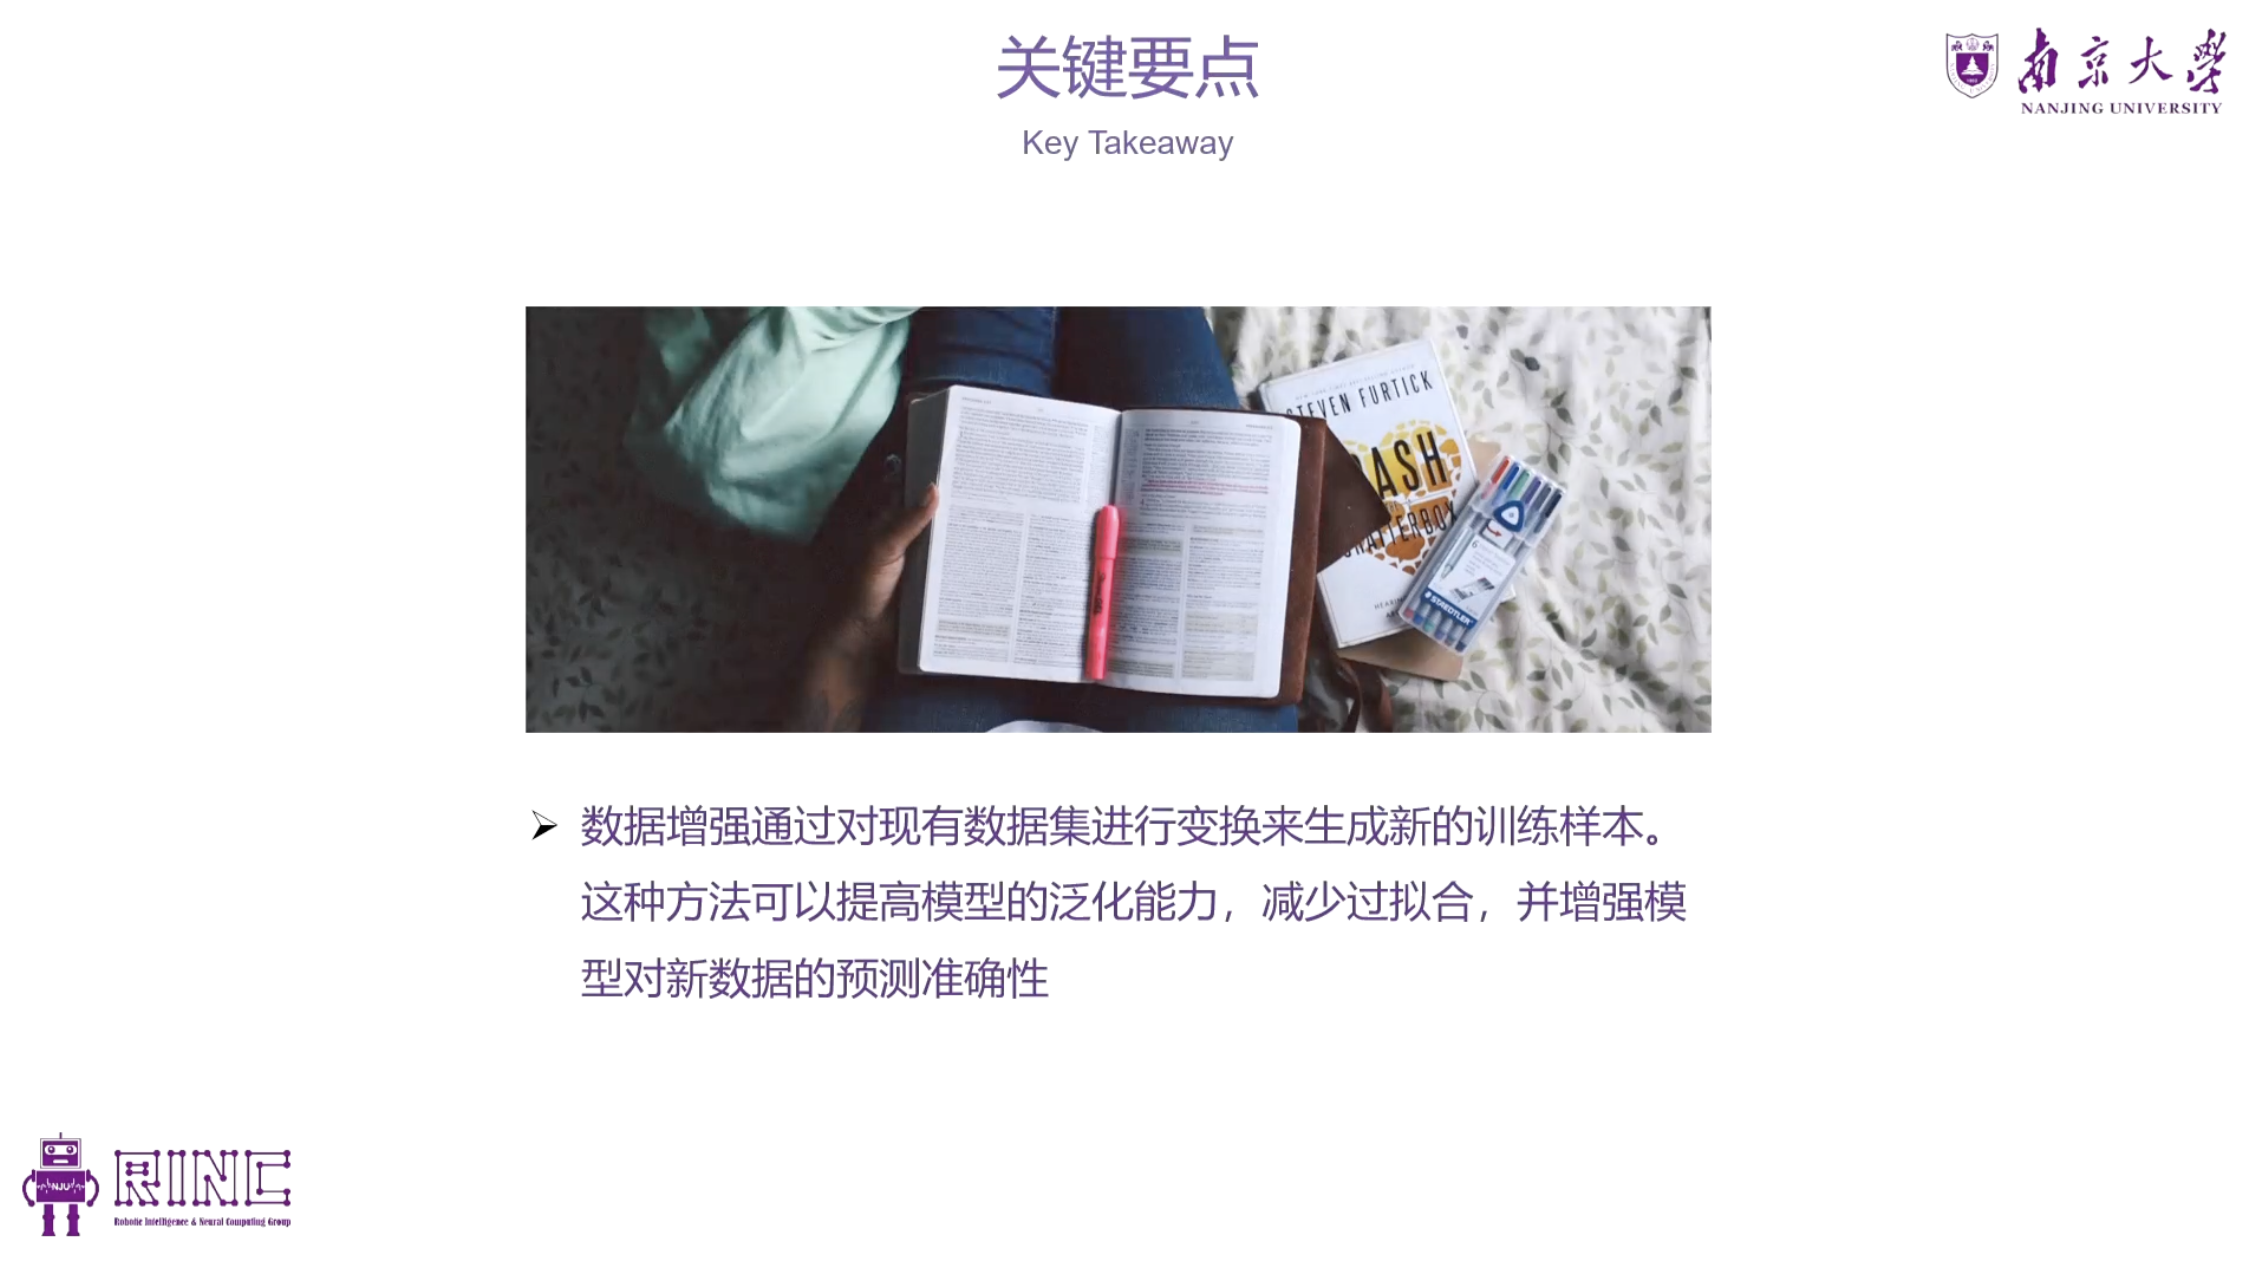 关键要点
Key Takeaway
南京大学
NANJING UNIVERSITY
STEVEN FURTICK
ASH
CHATTERBOX
STAEDTLER
数据增强通过对现有数据集进行变换来生成新的训练样本。
这种方法可以提高模型的泛化能力，减少过拟合，并增强模
型对新数据的预测准确性
NJU
RINC
Robotic Intelligence & Neural Computing Group